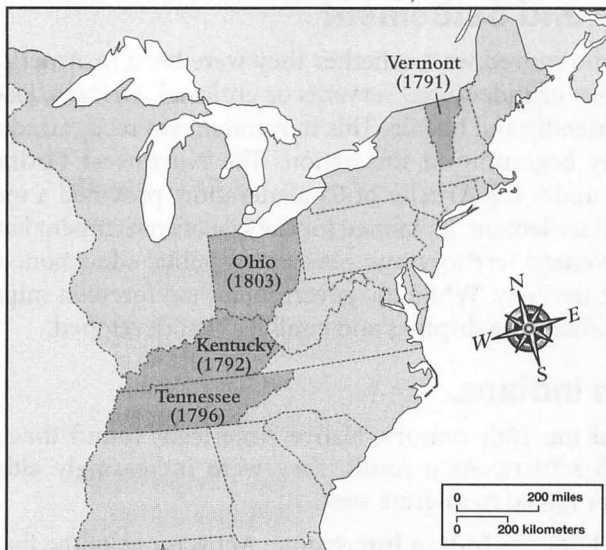 Vermont
(1791)
Ohio
(1803)
Kentucky
(1792)
Tennessee
(1796)
N
W
E
S
0 200 miles
0 200 kilometers